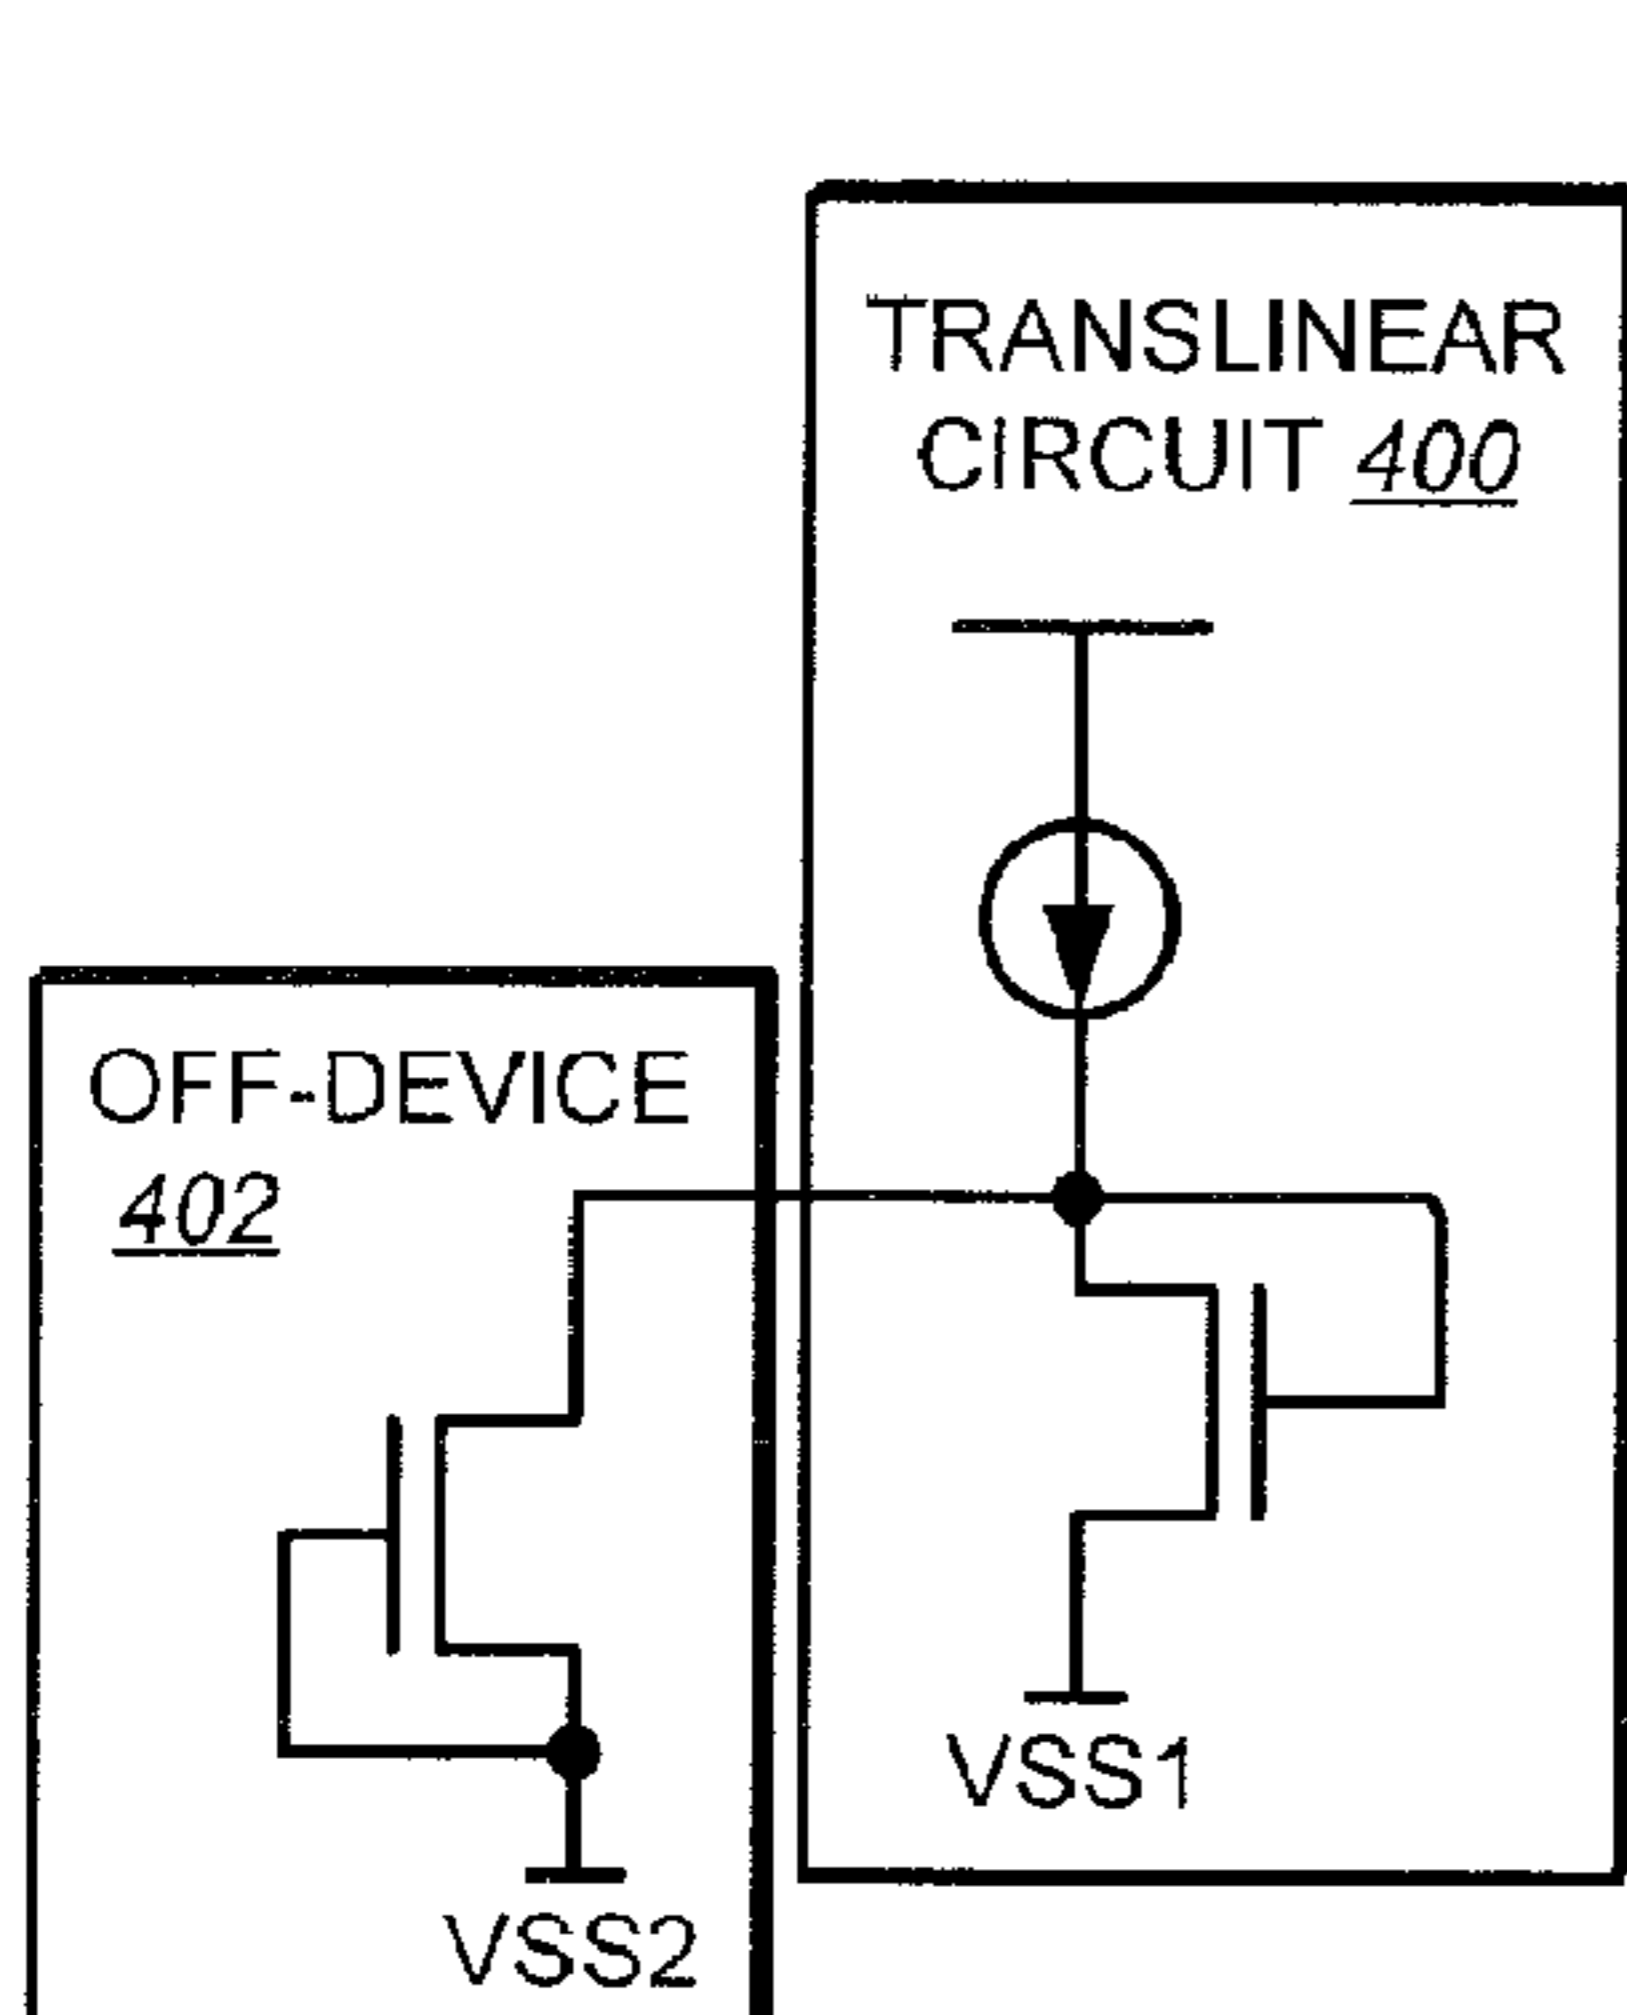 TRANSLINEAR
CIRCUIT 400
OFF-DEVICE
402
VSS1
VSS2